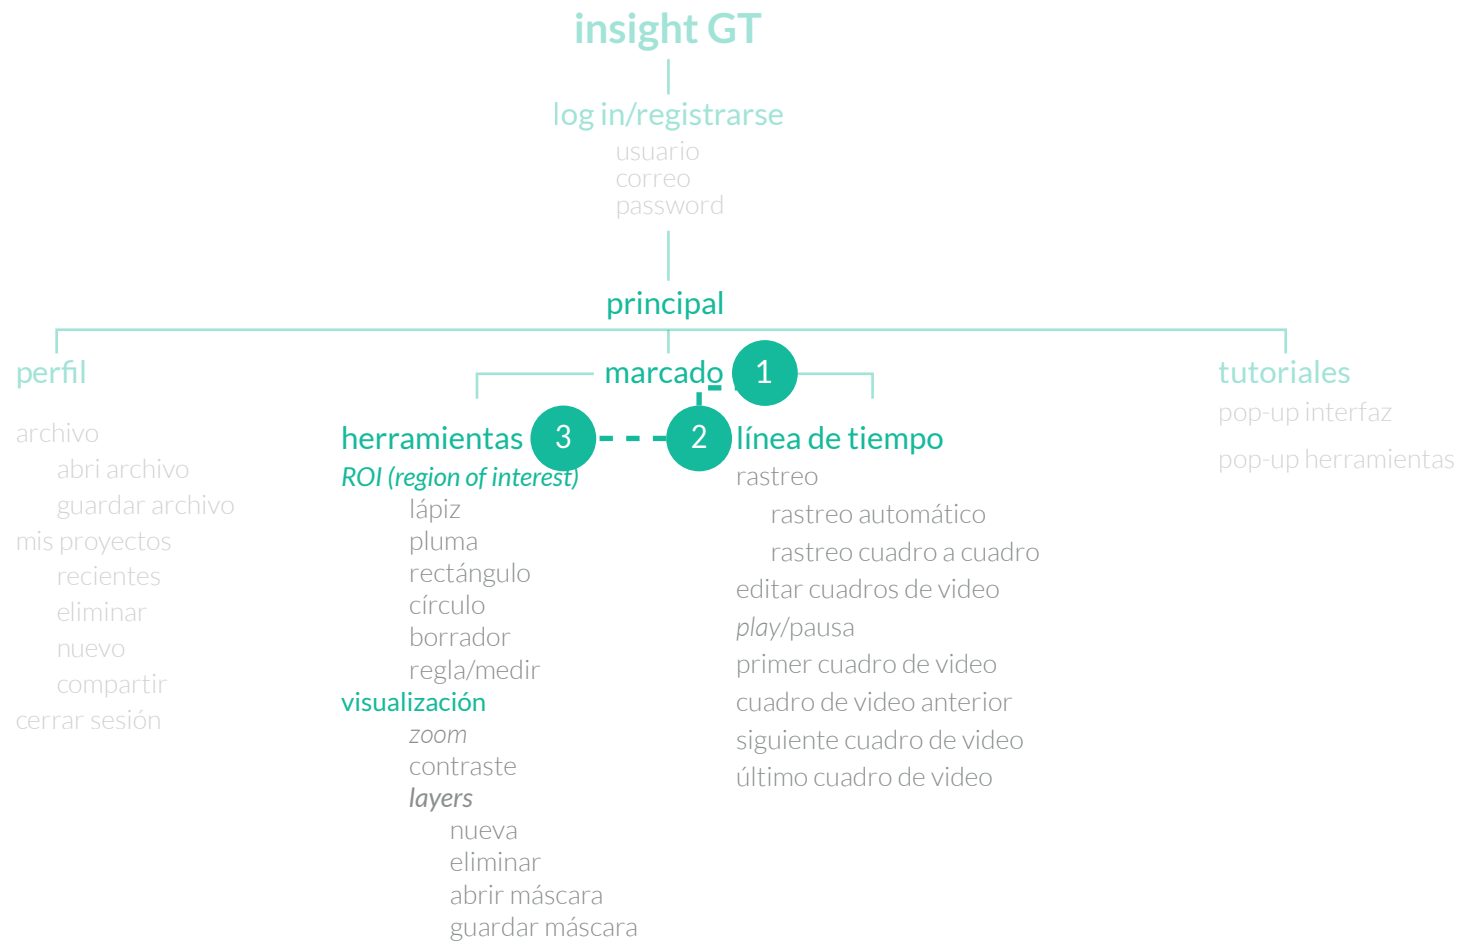 insight GT
log in/registrarse
usuario
correo
password
principal
perfil
archivo
abri archivo
guardar archivo
mis proyectos
recientes
eliminar
nuevo
compartir
cerrar sesión
marcado 1
herramientas 3
ROI (region of interest)
lápiz
pluma
rectángulo
círculo
borrador
regla/medir
visualización
zoom
contraste
layers
nueva
eliminar
abrir máscara
guardar máscara
2 línea de tiempo
rastreo
rastreo automático
rastreo cuadro a cuadro
editar cuadros de video
play/pausa
primer cuadro de video
cuadro de video anterior
siguiente cuadro de video
último cuadro de video
tutoriales
pop-up interfaz
pop-up herramientas